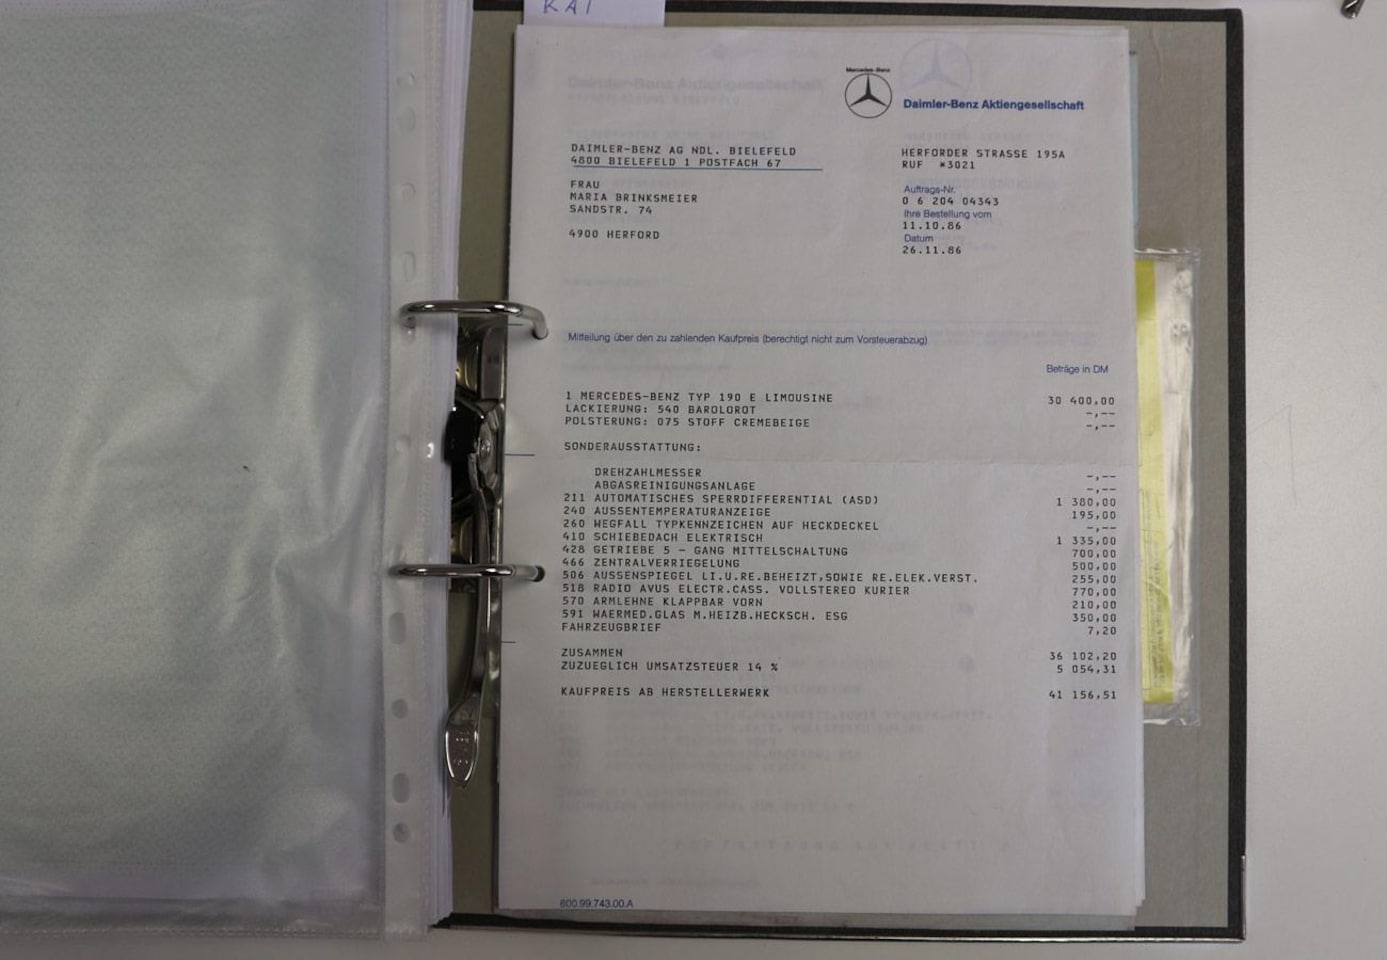 KAT
Mercedes-Benz
Daimler-Benz Aktiengesellschaft
DAIMLER-BENZ AG NDL. BIELEFELD
4800 BIELEFELD 1 POSTFACH 67
HERFORDER STRASSE 195A
RUF *3021
FRAU
MARIA BRINKSMEIER
SANDSTR. 74
4900 HERFORD
Auftrags-Nr.
0 6 204 04343
Ihre Bestellung vom
11.10.86
Datum
26.11.86
Mitteilung über den zu zahlenden Kaufpreis (berechtigt nicht zum Vorsteuerabzug)
Beträge in DM
1 MERCEDES-BENZ TYP 190 E LIMOUSINE 30 400,00
LACKIERUNG: 540 BAROLOROT -,--
POLSTERUNG: 075 STOFF CREMEBEIGE -,--
SONDERAUSSTATTUNG:
DREHZAHLMESSER -,--
ABGASREINIGUNGSANLAGE -,--
211 AUTOMATISCHES SPERRDIFFERENTIAL (ASD) 1 380,00
240 AUSSENTEMPERATURANZEIGE 195,00
260 WEGFALL TYPKENNZEICHEN AUF HECKDECKEL -,--
410 SCHIEBEDACH ELEKTRISCH 1 335,00
428 GETRIEBE 5 - GANG MITTELSCHALTUNG 700,00
466 ZENTRALVERRIEGELUNG 500,00
506 AUSSENSPIEGEL LI.U.RE.BEHEIZT,SOWIE RE.ELEK.VERST. 255,00
518 RADIO AVUS ELECTR.CASS. VOLLSTEREO KURIER 770,00
570 ARMLEHNE KLAPPBAR VORN 210,00
591 WAERMED.GLAS M.HEIZB.HECKSCH. ESG 350,00
FAHRZEUGBRIEF 7,20
ZUSAMMEN 36 102,20
ZUZUEGLICH UMSATZSTEUER 14 % 5 054,31
KAUFPREIS AB HERSTELLERWERK 41 156,51
800.99.743.00.A